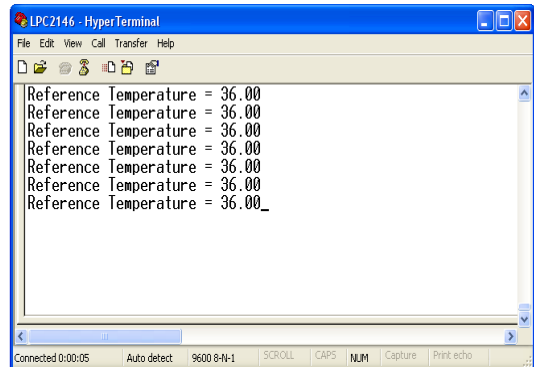 LPC2146 - HyperTerminal
File Edit View Call Transfer Help
Reference Temperature = 36.00
Reference Temperature = 36.00
Reference Temperature = 36.00
Reference Temperature = 36.00
Reference Temperature = 36.00
Reference Temperature = 36.00
Reference Temperature = 36.00_
Connected 0:00:05 Auto detect 9600 8-N-1 SCROLL CAPS NUM Capture Print echo